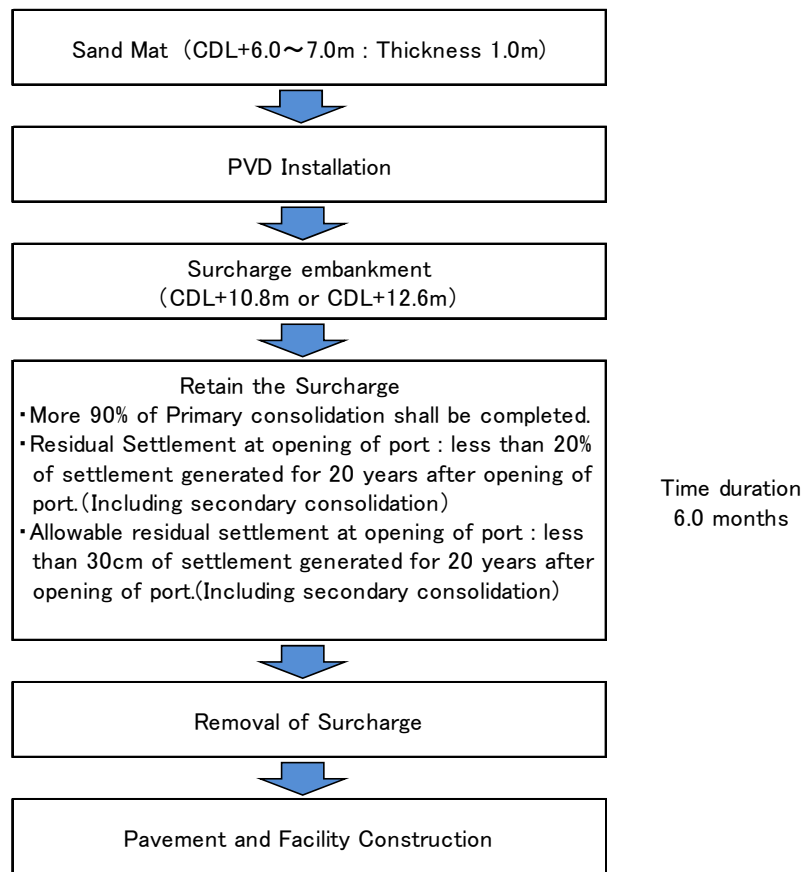 Sand Mat（CDL+6.0～7.0m : Thickness 1.0m）
PVD Installation
Surcharge embankment
（CDL+10.8m or CDL+12.6m）
Retain the Surcharge
・More 90% of Primary consolidation shall be completed.
・Residual Settlement at opening of port : less than 20%
of settlement generated for 20 years after opening of
port.(Including secondary consolidation)
・Allowable residual settlement at opening of port : less
than 30cm of settlement generated for 20 years after
opening of port.(Including secondary consolidation)
Time duration
6.0 months
Removal of Surcharge
Pavement and Facility Construction